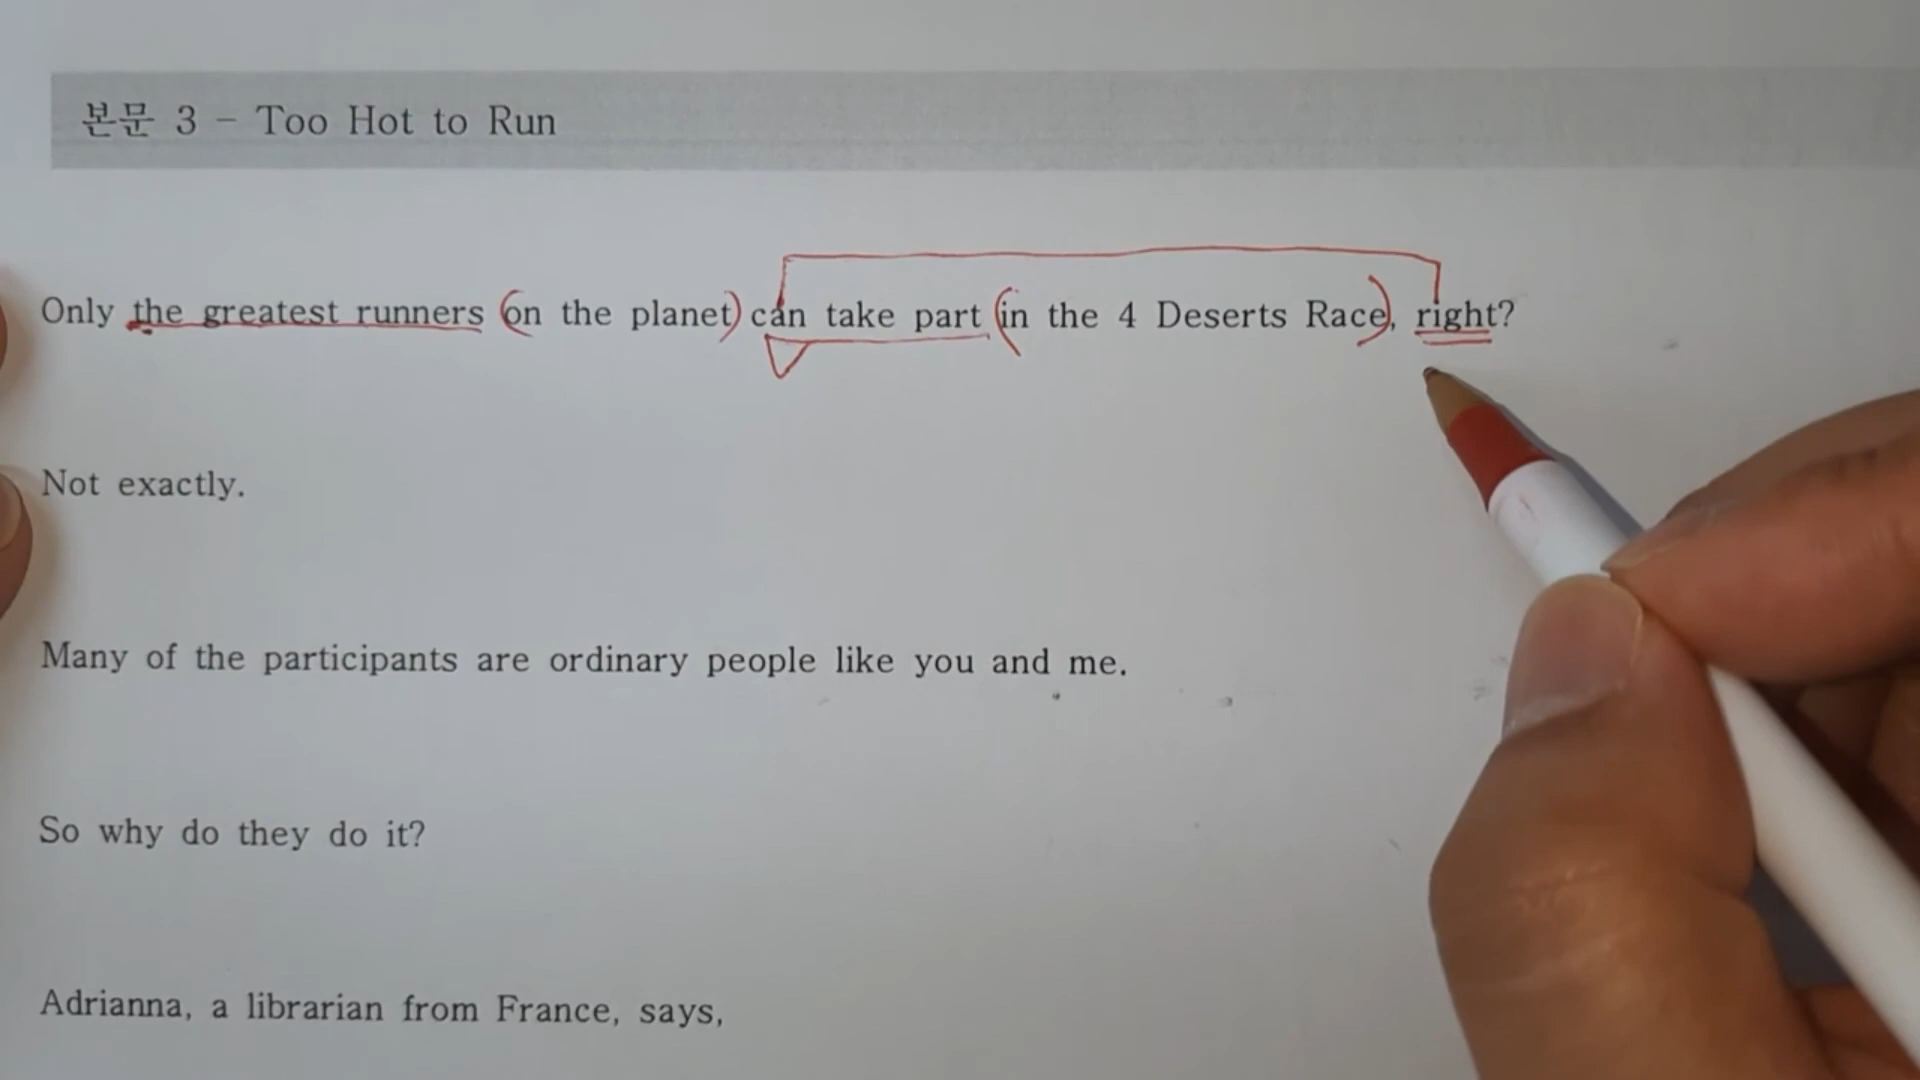 본문 3 - Too Hot to Run
Only the greatest runners on the planet can take part in the 4 Deserts Race, right?
Not exactly.
Many of the participants are ordinary people like you and me.
So why do they do it?
Adrianna, a librarian from France, says,